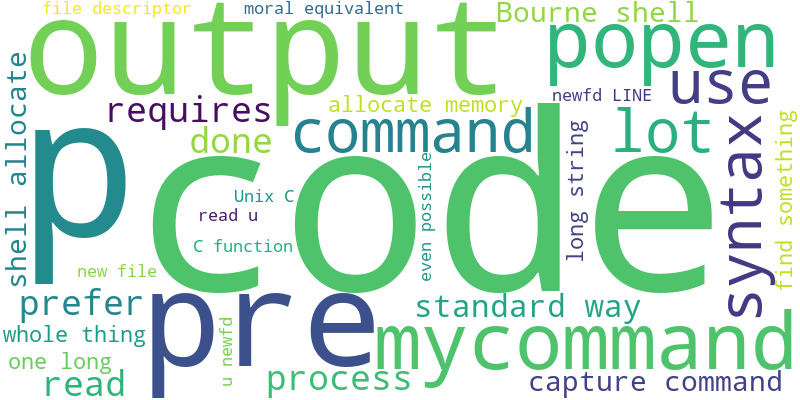 file descriptor
moral equivalent
Bourne shell
output
popen
use
shell allocate
requires
allocate memory
newfd LINE
done
command
lot
p
code
syntax
find something
long string
even possible
Unix C
read u
C function
new file
prefer
pre
standard way
mycommand
whole thing
u newfd
one long
read
process
capture command